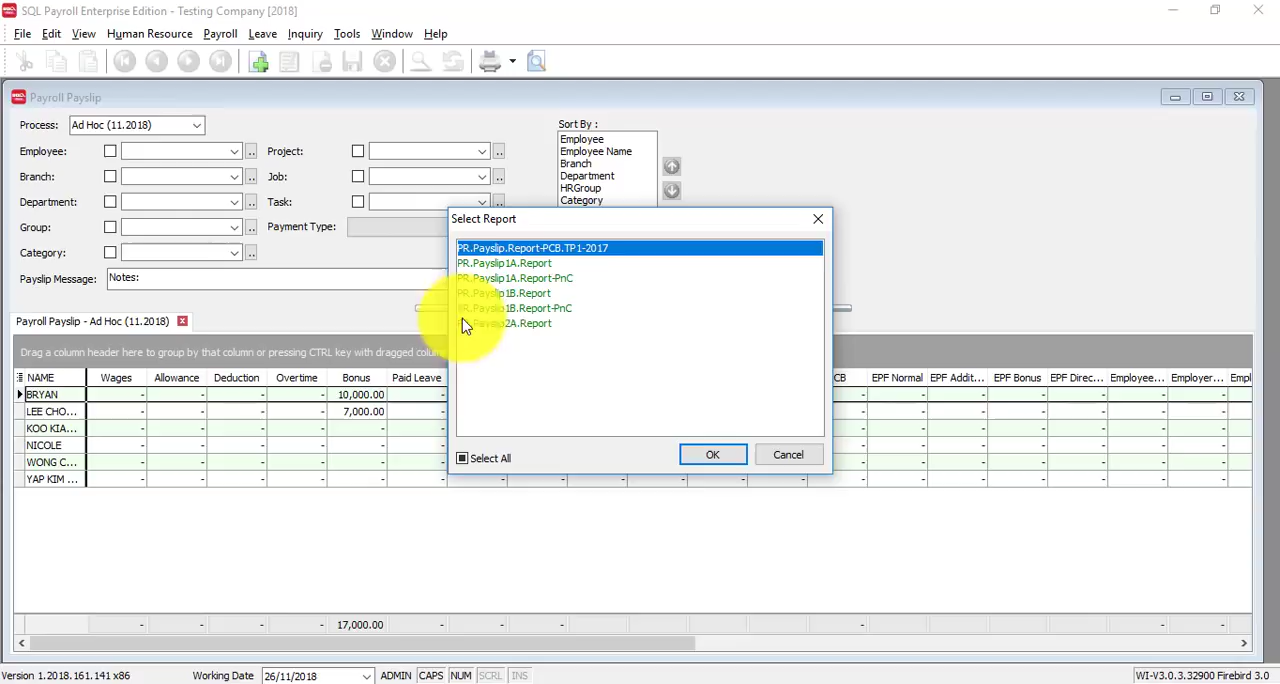 SQL Payroll Enterprise Edition - Testing Company [2018]
File Edit View Human Resource Payroll Leave Inquiry Tools Window Help
Payroll Payslip
Process: Ad Hoc (11.2018)
Sort By :
Employee
Employee Name
Branch
Department
HRGroup
Category
Employee: .. Project: ..
Branch: .. Job: ..
Department: .. Task: ..
Group: .. Payment Type:
Category: ..
Payslip Message: Notes:
Select Report
PR.Payslip.Report-PCB.TP1-2017
PR.Payslip1A.Report
PR.Payslip1A.Report-PnC
PR.Payslip1B.Report
PR.Payslip1B.Report-PnC
PR.Payslip2A.Report
Select All OK Cancel
Payroll Payslip - Ad Hoc (11.2018)
Drag a column header here to group by that column or pressing CTRL key with dragged
NAME Wages Allowance Deduction Overtime Bonus Paid Leave CB EPF Normal EPF Addit... EPF Bonus EPF Direc... Employee... Employer... Empl
BRYAN - - - - 10,000.00 - - - - - - - -
LEE CHO... - - - - 7,000.00 - - - - - - - -
KOO KIA... - - - - - - - - - - - - -
NICOLE - - - - - - - - - - - - -
WONG C... - - - - - - - - - - - - -
YAP KIM ... - - - - - - - - - - - - - - - - - -
- - - - 17,000.00 - - - - - -
Version 1.2018.161.141 x86 Working Date 26/11/2018 ADMIN CAPS NUM SCRL INS WI-V3.0.3.32900 Firebird 3.0